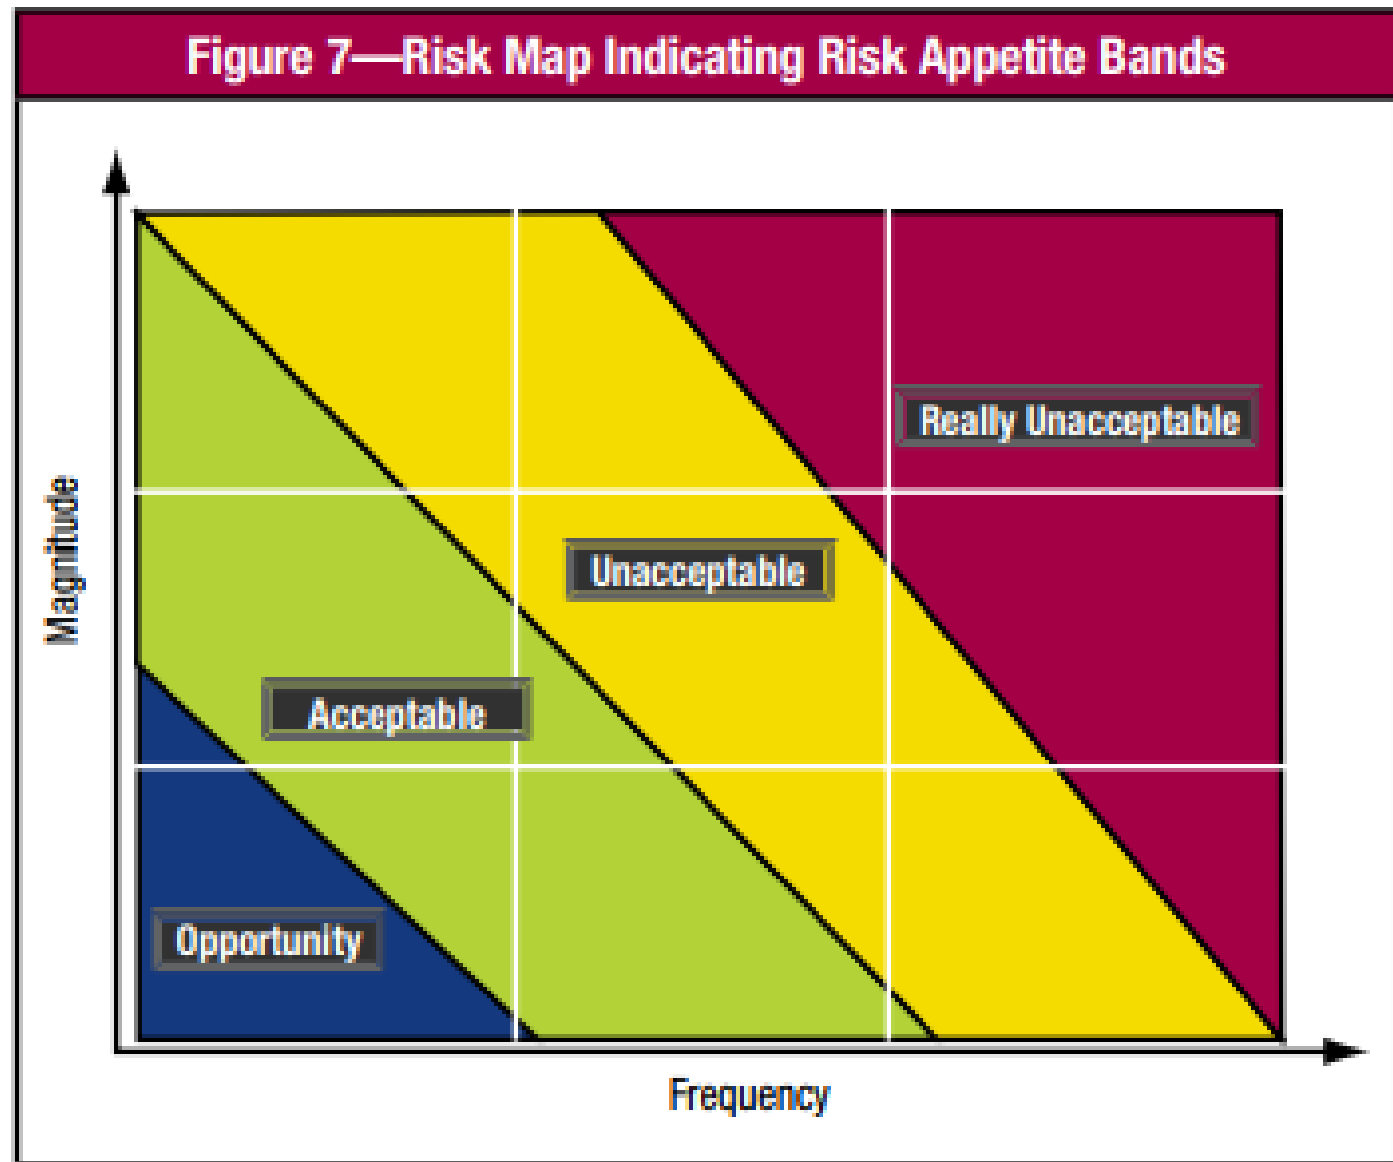 Figure 7—Risk Map Indicating Risk Appetite Bands
Really Unacceptable
Magnitude
Unacceptable
Acceptable
Opportunity
Frequency